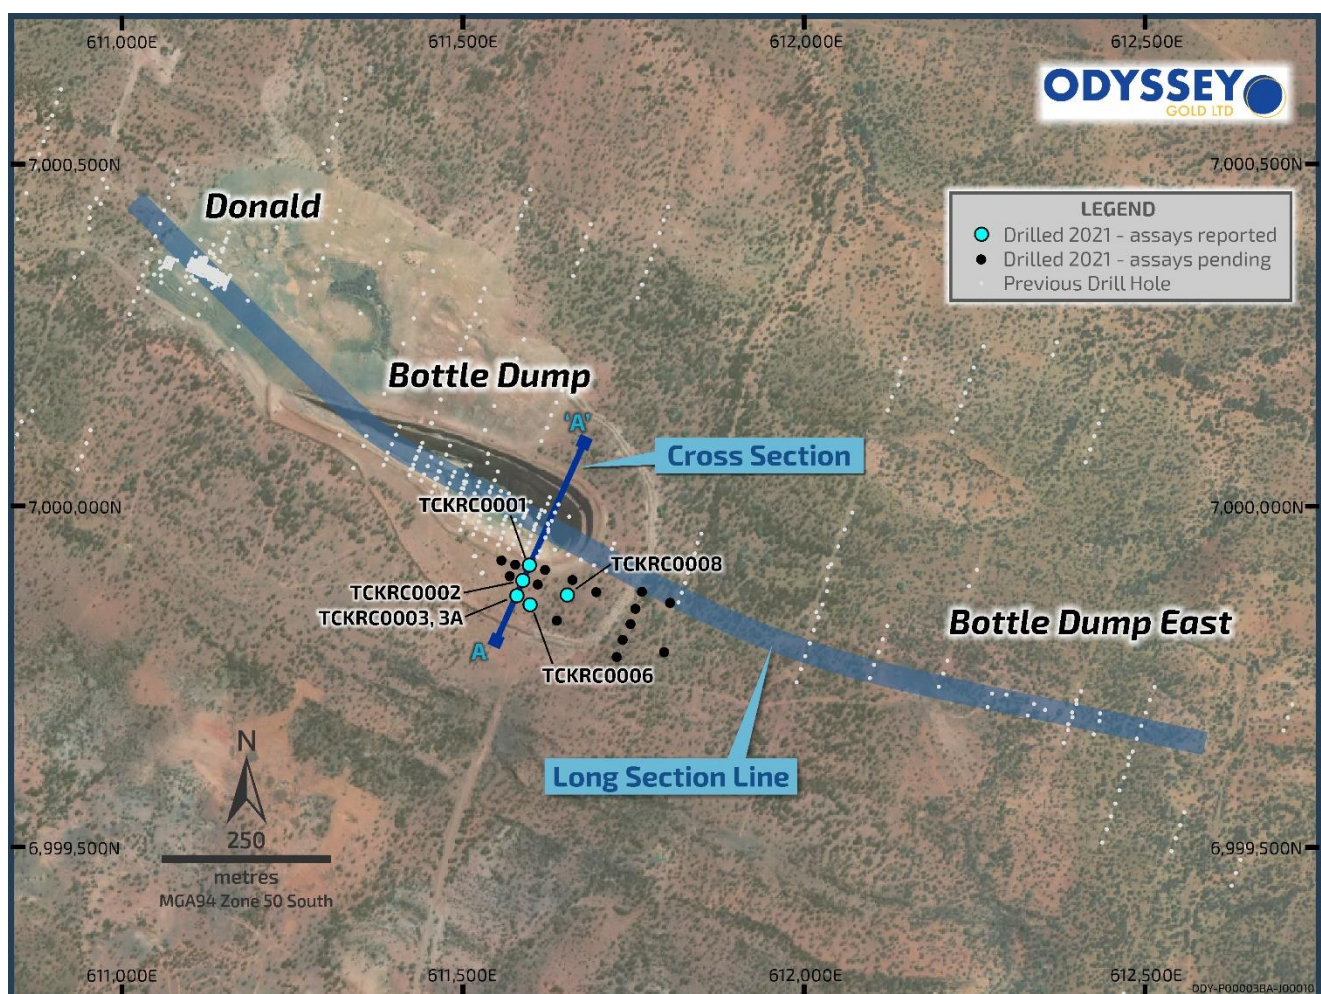 611,000E
611,500E
612,000E
612,500E
ODYSSEY
GOLD LTD
7,000,500N
7,000,500N
Donald
LEGEND
Drilled 2021 - assays reported
Drilled 2021 - assays pending
Previous Drill Hole
Bottle Dump
'A'
Cross Section
TCKRC0001
7,000,000N
7,000,000N
TCKRC0008
TCKRC0002
TCKRC0003, 3A
Bottle Dump East
A
TCKRC0006
N
Long Section Line
250
metres
MGA94 Zone 50 South
6,999,500N
6,999,500N
611,000E
611,500E
612,000E
612,500E
ODY-P00003BA-J00010